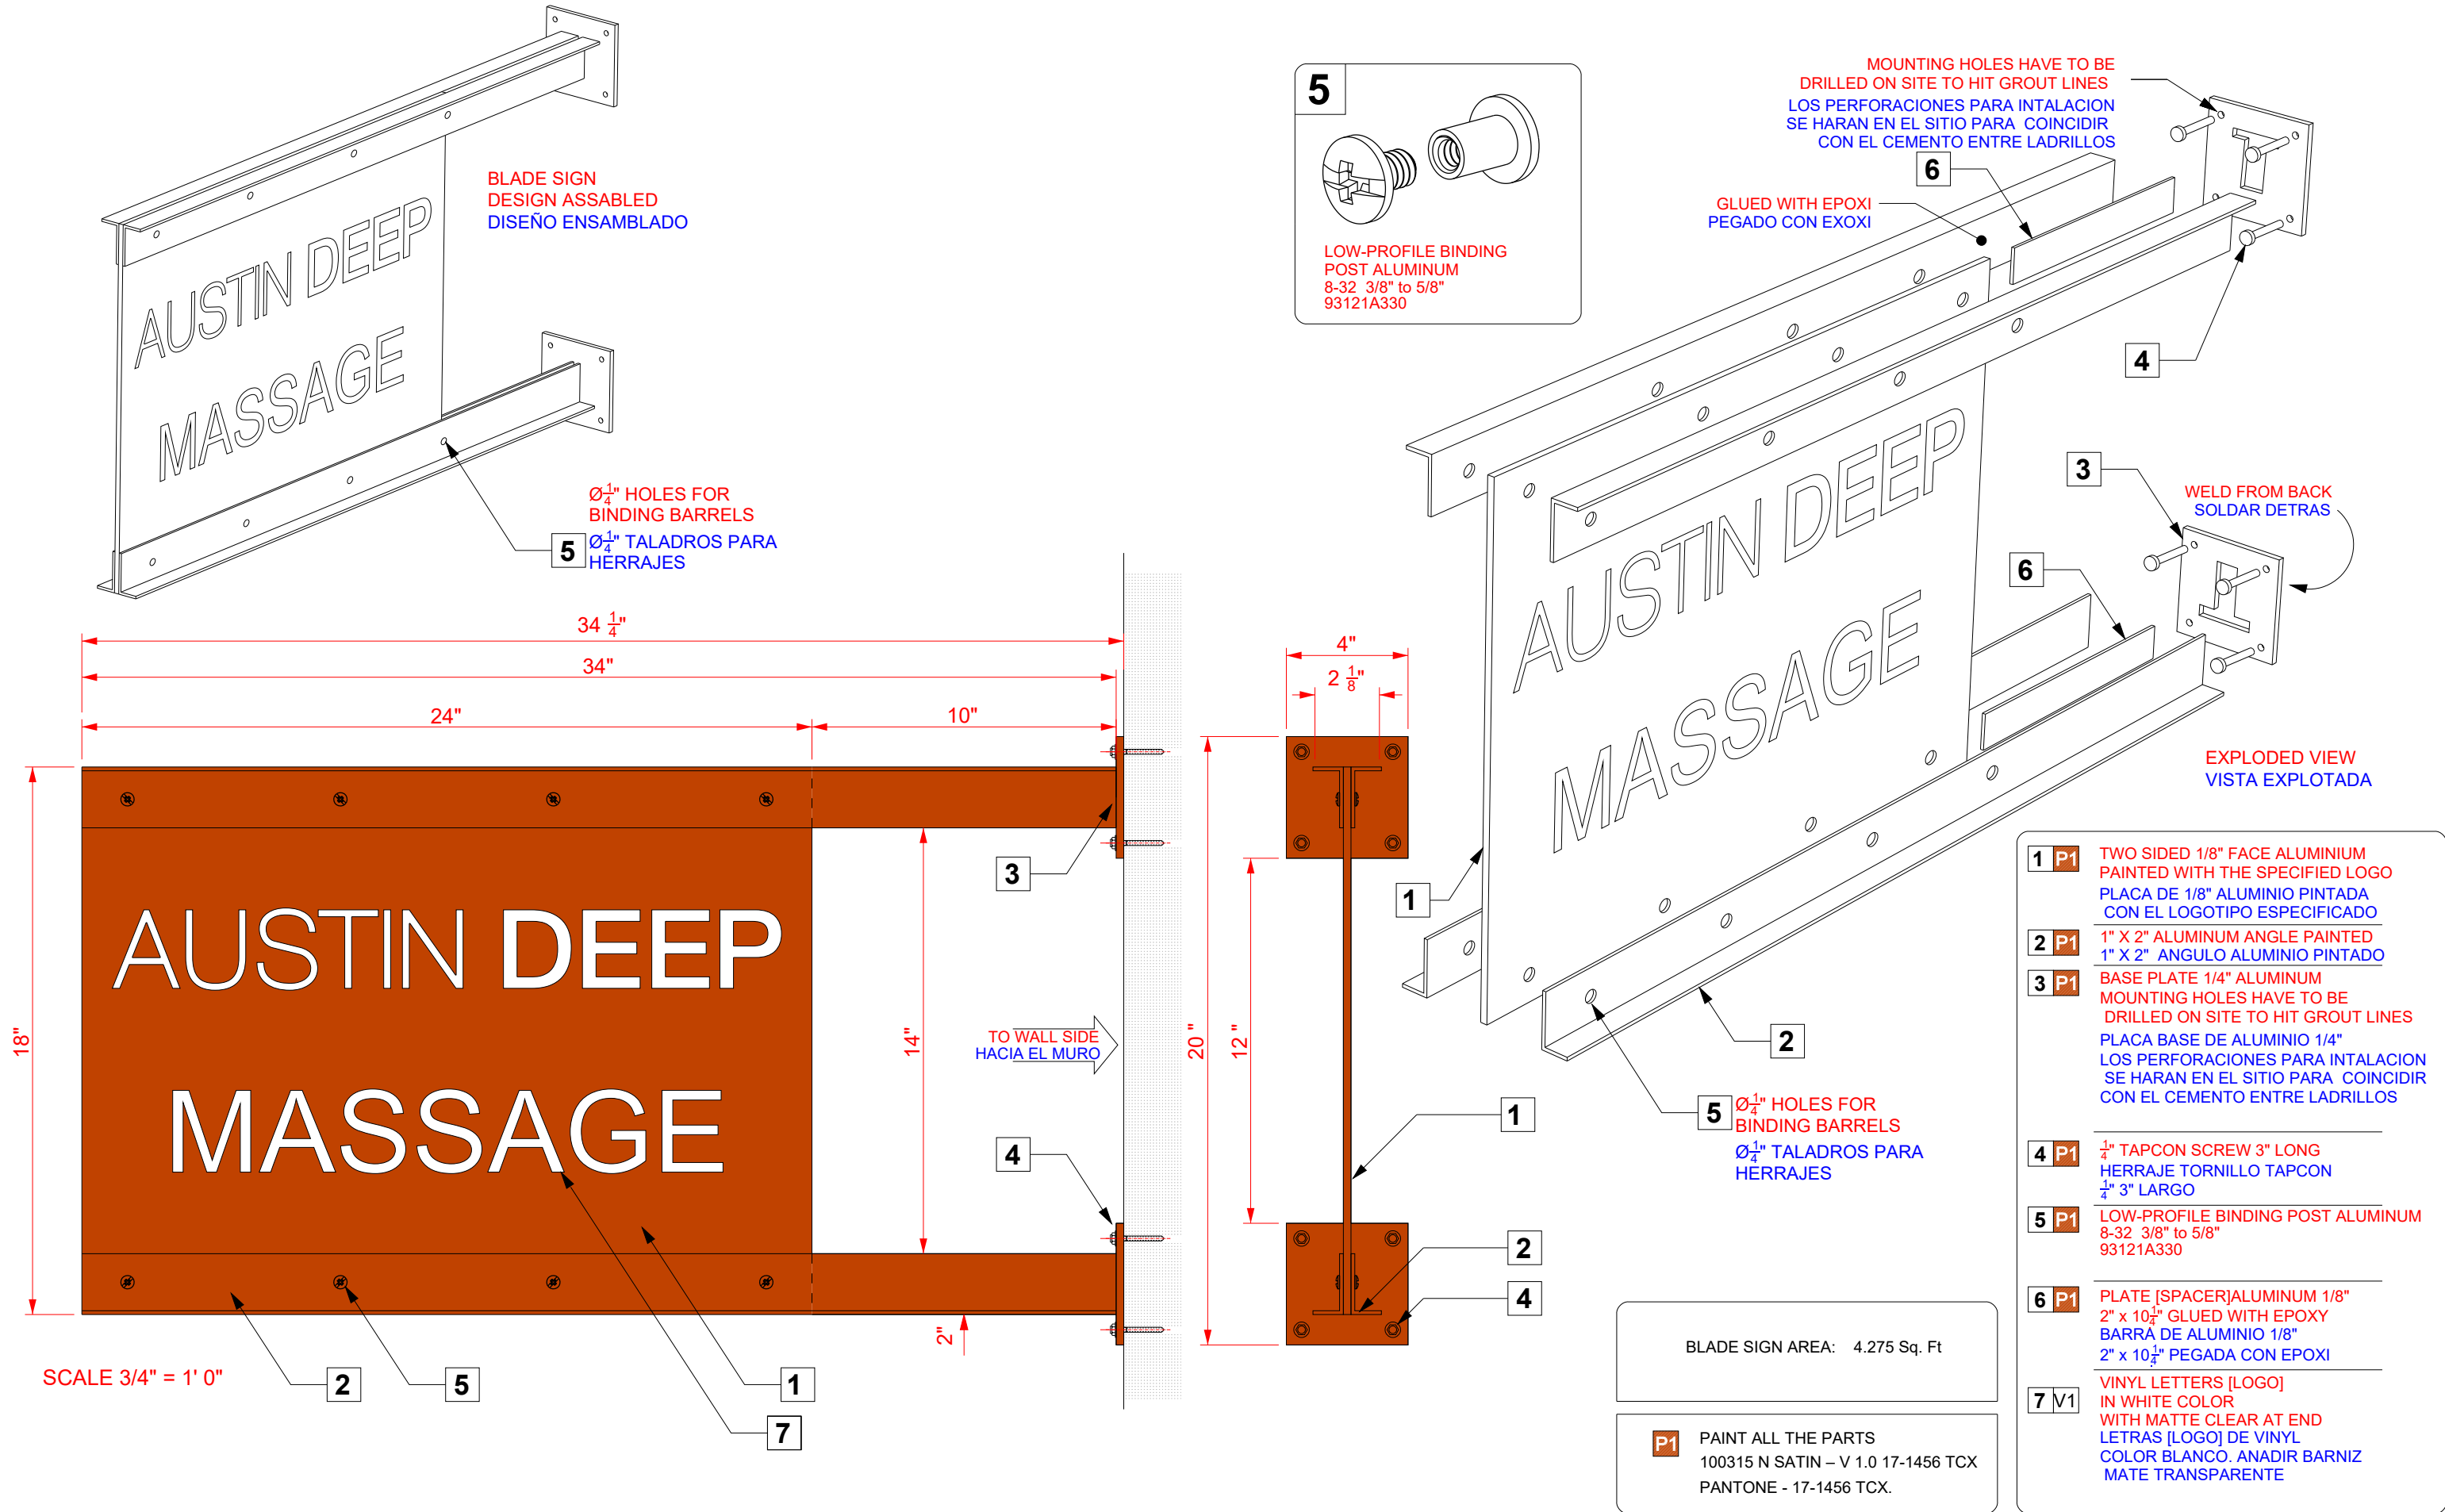 BLADE SIGN
DESIGN ASSABLED
DISEÑO ENSAMBLADO
AUSTIN DEEP
MASSAGE
Ø1/4" HOLES FOR
BINDING BARRELS
5
Ø1/4" TALADROS PARA
HERRAJES
5
LOW-PROFILE BINDING
POST ALUMINUM
8-32 3/8" to 5/8"
93121A330
MOUNTING HOLES HAVE TO BE
DRILLED ON SITE TO HIT GROUT LINES
LOS PERFORACIONES PARA INTALACION
SE HARAN EN EL SITIO PARA COINCIDIR
CON EL CEMENTO ENTRE LADRILLOS
6
GLUED WITH EPOXI
PEGADO CON EXOXI
4
3
WELD FROM BACK
SOLDAR DETRAS
6
AUSTIN DEEP
MASSAGE
1
2
5
Ø1/4" HOLES FOR
BINDING BARRELS
Ø1/4" TALADROS PARA
HERRAJES
EXPLODED VIEW
VISTA EXPLOTADA
34 1/4"
34"
24"
10"
18"
AUSTIN DEEP
MASSAGE
14"
3
TO WALL SIDE
HACIA EL MURO
4
2"
SCALE 3/4" = 1' 0"
2
5
1
7
4"
2 1/8"
20"
12"
1
2
4
BLADE SIGN AREA: 4.275 Sq. Ft
P1
PAINT ALL THE PARTS
100315 N SATIN – V 1.0 17-1456 TCX
PANTONE - 17-1456 TCX.
1 P1
TWO SIDED 1/8" FACE ALUMINIUM
PAINTED WITH THE SPECIFIED LOGO
PLACA DE 1/8" ALUMINIO PINTADA
CON EL LOGOTIPO ESPECIFICADO
2 P1
1" X 2" ALUMINUM ANGLE PAINTED
1" X 2" ANGULO ALUMINIO PINTADO
3 P1
BASE PLATE 1/4" ALUMINUM
MOUNTING HOLES HAVE TO BE
DRILLED ON SITE TO HIT GROUT LINES
PLACA BASE DE ALUMINIO 1/4"
LOS PERFORACIONES PARA INTALACION
SE HARAN EN EL SITIO PARA COINCIDIR
CON EL CEMENTO ENTRE LADRILLOS
4 P1
1/4" TAPCON SCREW 3" LONG
HERRAJE TORNILLO TAPCON
1/4" 3" LARGO
5 P1
LOW-PROFILE BINDING POST ALUMINUM
8-32 3/8" to 5/8"
93121A330
6 P1
PLATE [SPACER]ALUMINUM 1/8"
2" x 10 1/4" GLUED WITH EPOXY
BARRA DE ALUMINIO 1/8"
2" x 10 1/4" PEGADA CON EPOXI
7 V1
VINYL LETTERS [LOGO]
IN WHITE COLOR
WITH MATTE CLEAR AT END
LETRAS [LOGO] DE VINYL
COLOR BLANCO. ANADIR BARNIZ
MATE TRANSPARENTE